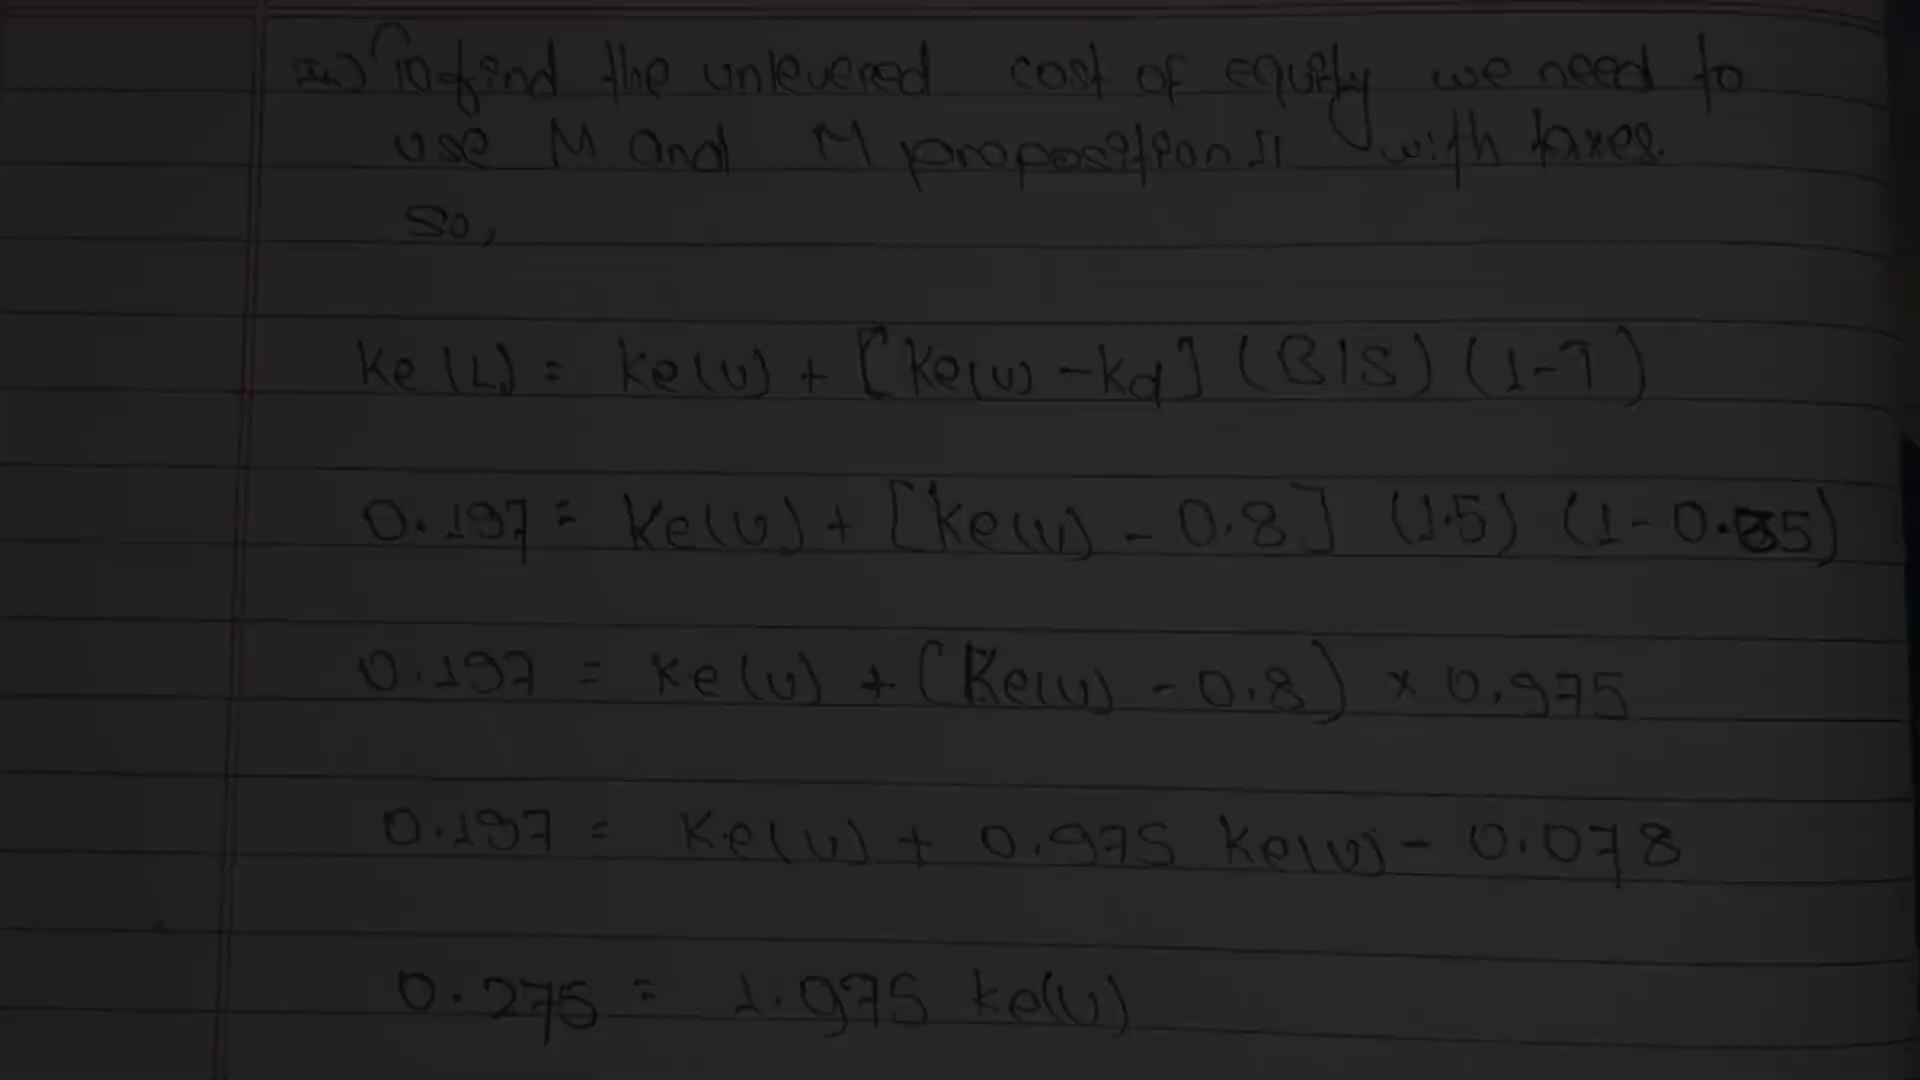 To find the unlevered cost of equity we need to
use M and M proposition II with taxes.
so,
Ke(L) = Ke(u) + [Ke(u) - kd] (B/S) (1-T)
0.197 = Ke(u) + [Ke(u) - 0.8] (1.5) (1-0.35)
0.197 = Ke(u) + (Ke(u) - 0.8) × 0.975
0.197 = Ke(u) + 0.975 Ke(u) - 0.078
0.275 = 1.975 ke(u)